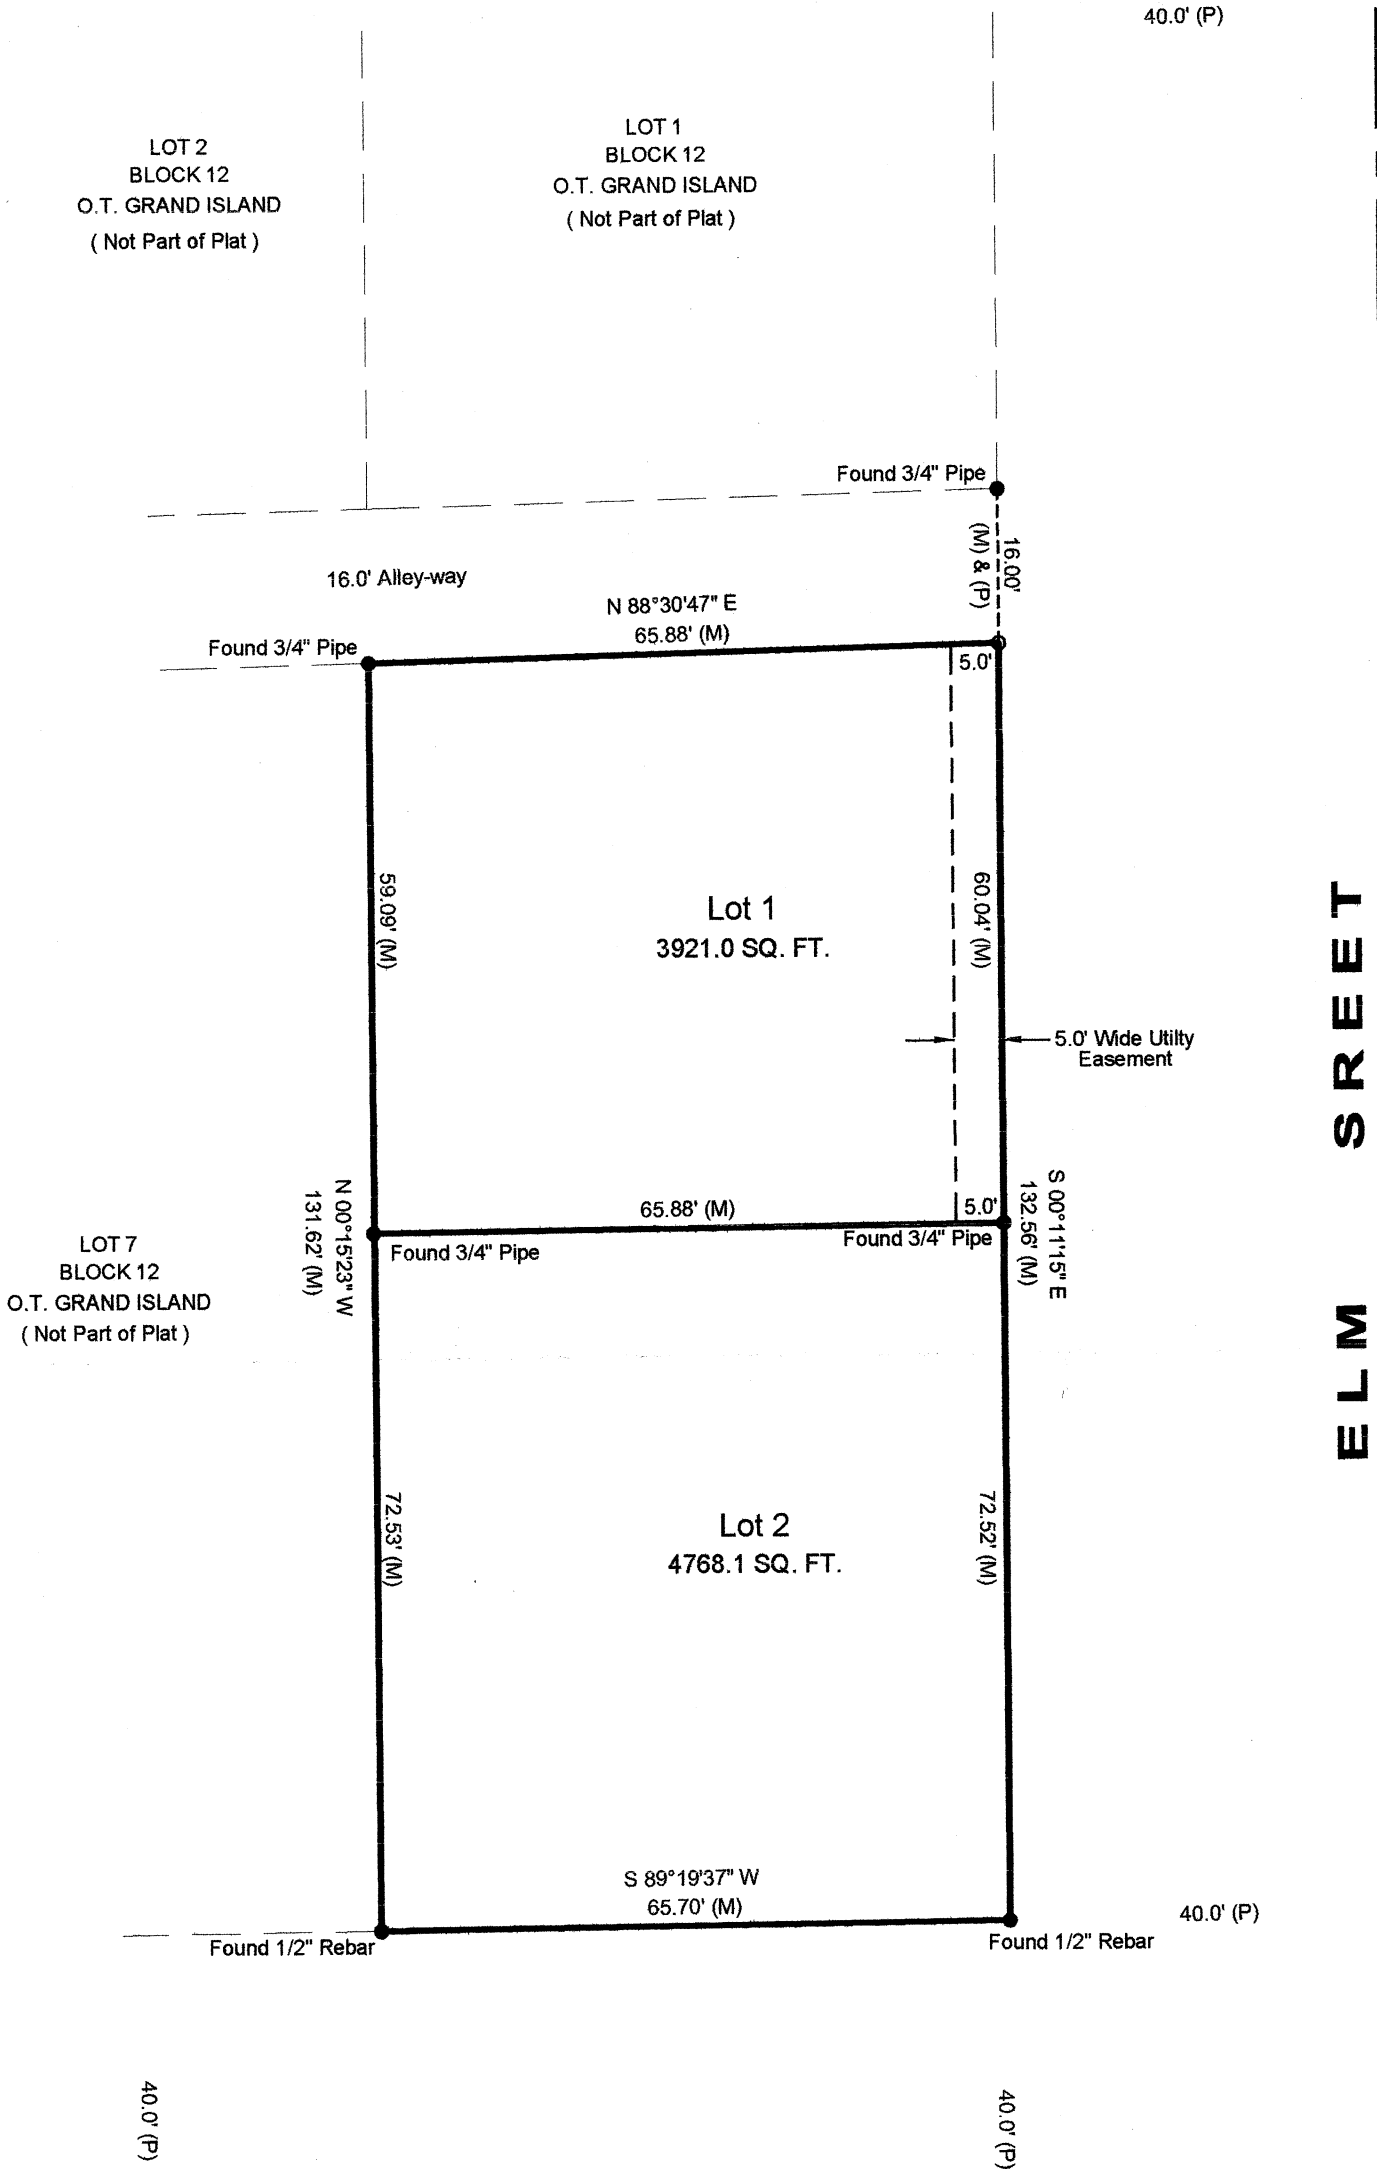 40.0' (P)
LOT 2
BLOCK 12
O.T. GRAND ISLAND
( Not Part of Plat )
LOT 1
BLOCK 12
O.T. GRAND ISLAND
( Not Part of Plat )
Found 3/4" Pipe
16.00'
(M) & (P)
16.0' Alley-way
N 88°30'47" E
65.88' (M)
Found 3/4" Pipe
5.0'
59.09' (M)
Lot 1
3921.0 SQ. FT.
60.04' (M)
5.0' Wide Utilty
Easement
ELM SREET
65.88' (M)
5.0'
Found 3/4" Pipe
Found 3/4" Pipe
N 00°15'23" W
131.62' (M)
S 00°11'15" E
132.56' (M)
LOT 7
BLOCK 12
O.T. GRAND ISLAND
( Not Part of Plat )
72.53' (M)
Lot 2
4768.1 SQ. FT.
72.52' (M)
S 89°19'37" W
65.70' (M)
Found 1/2" Rebar
Found 1/2" Rebar
40.0' (P)
40.0' (P)
40.0' (P)